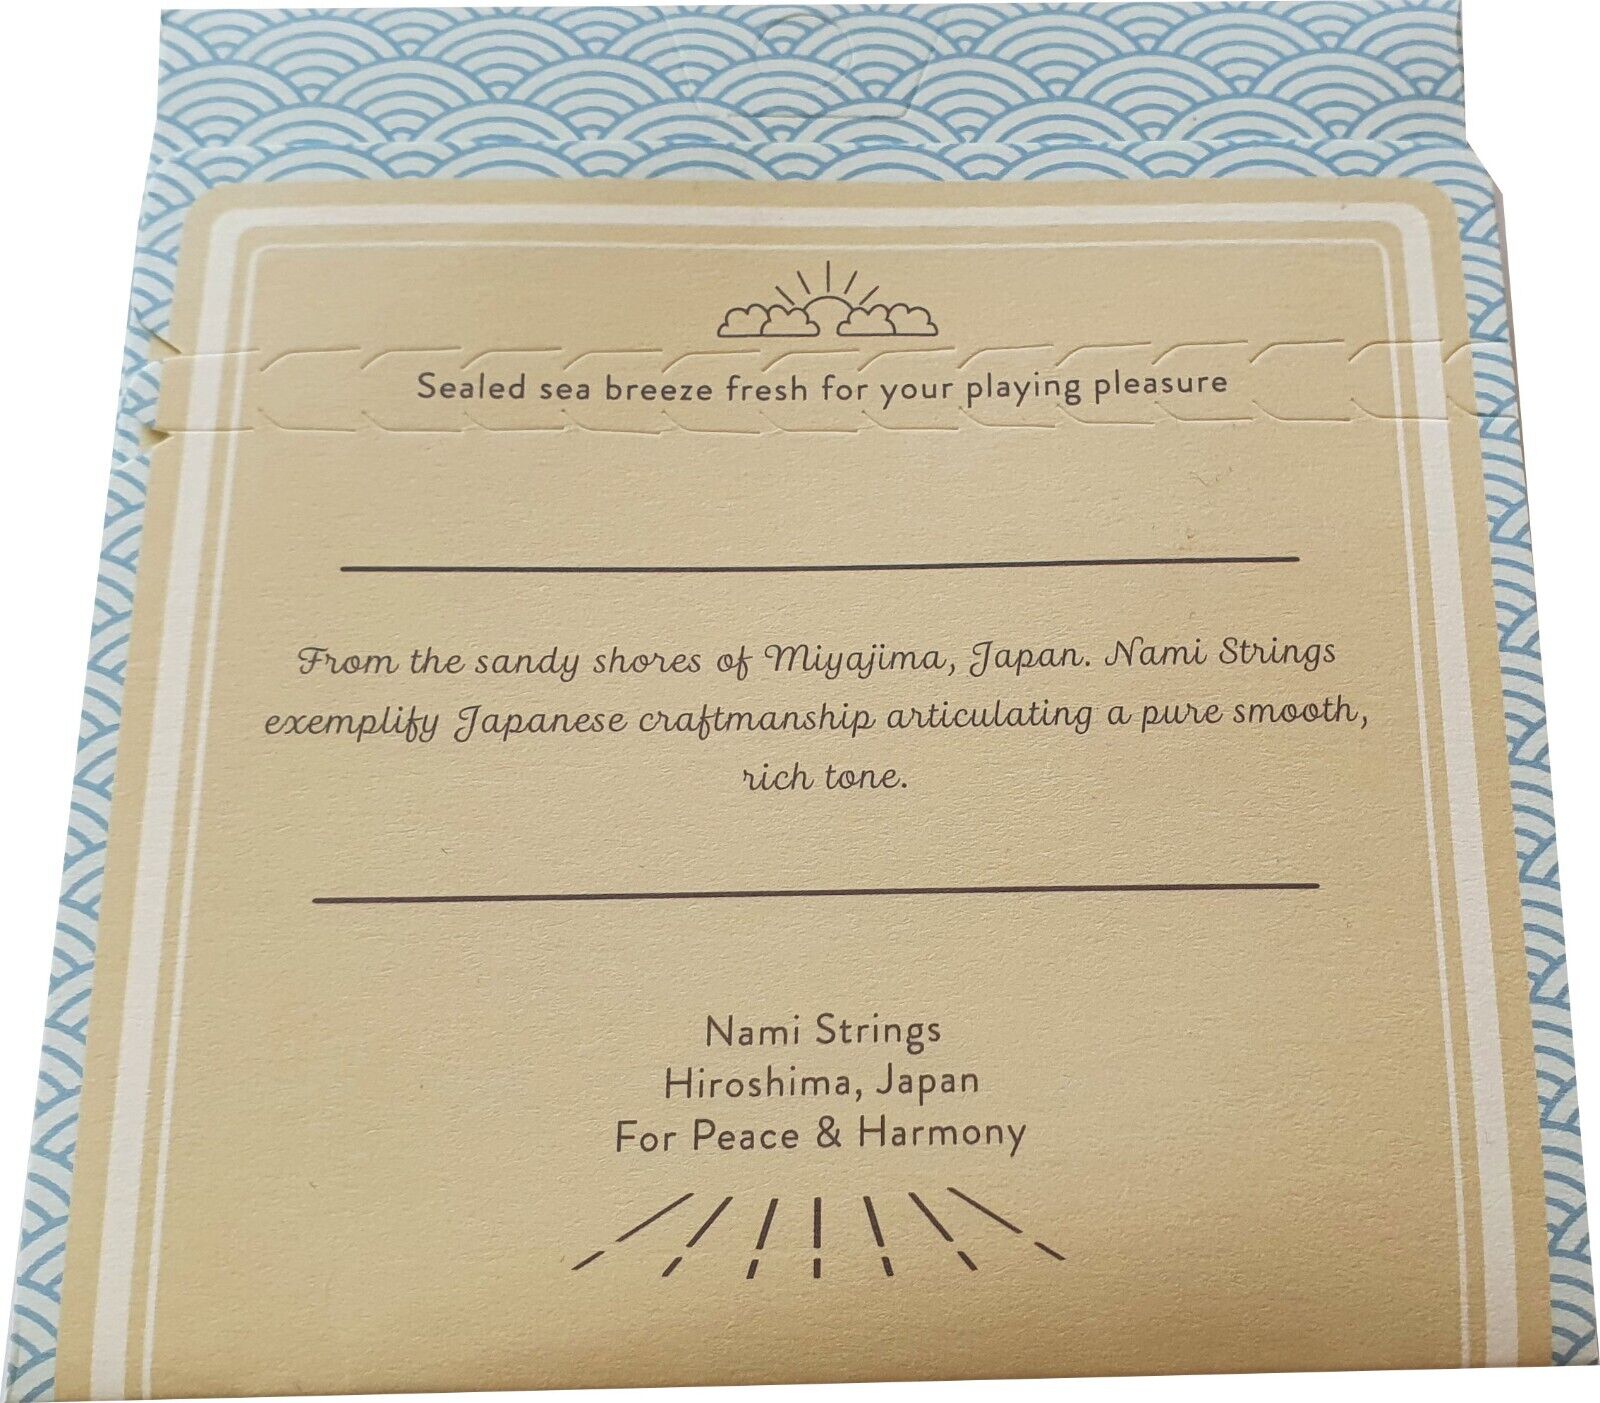 Sealed sea breeze fresh for your playing pleasure
From the sandy shores of Miyajima, Japan. Nami Strings
exemplify Japanese craftmanship articulating a pure smooth,
rich tone.
Nami Strings
Hiroshima, Japan
For Peace & Harmony